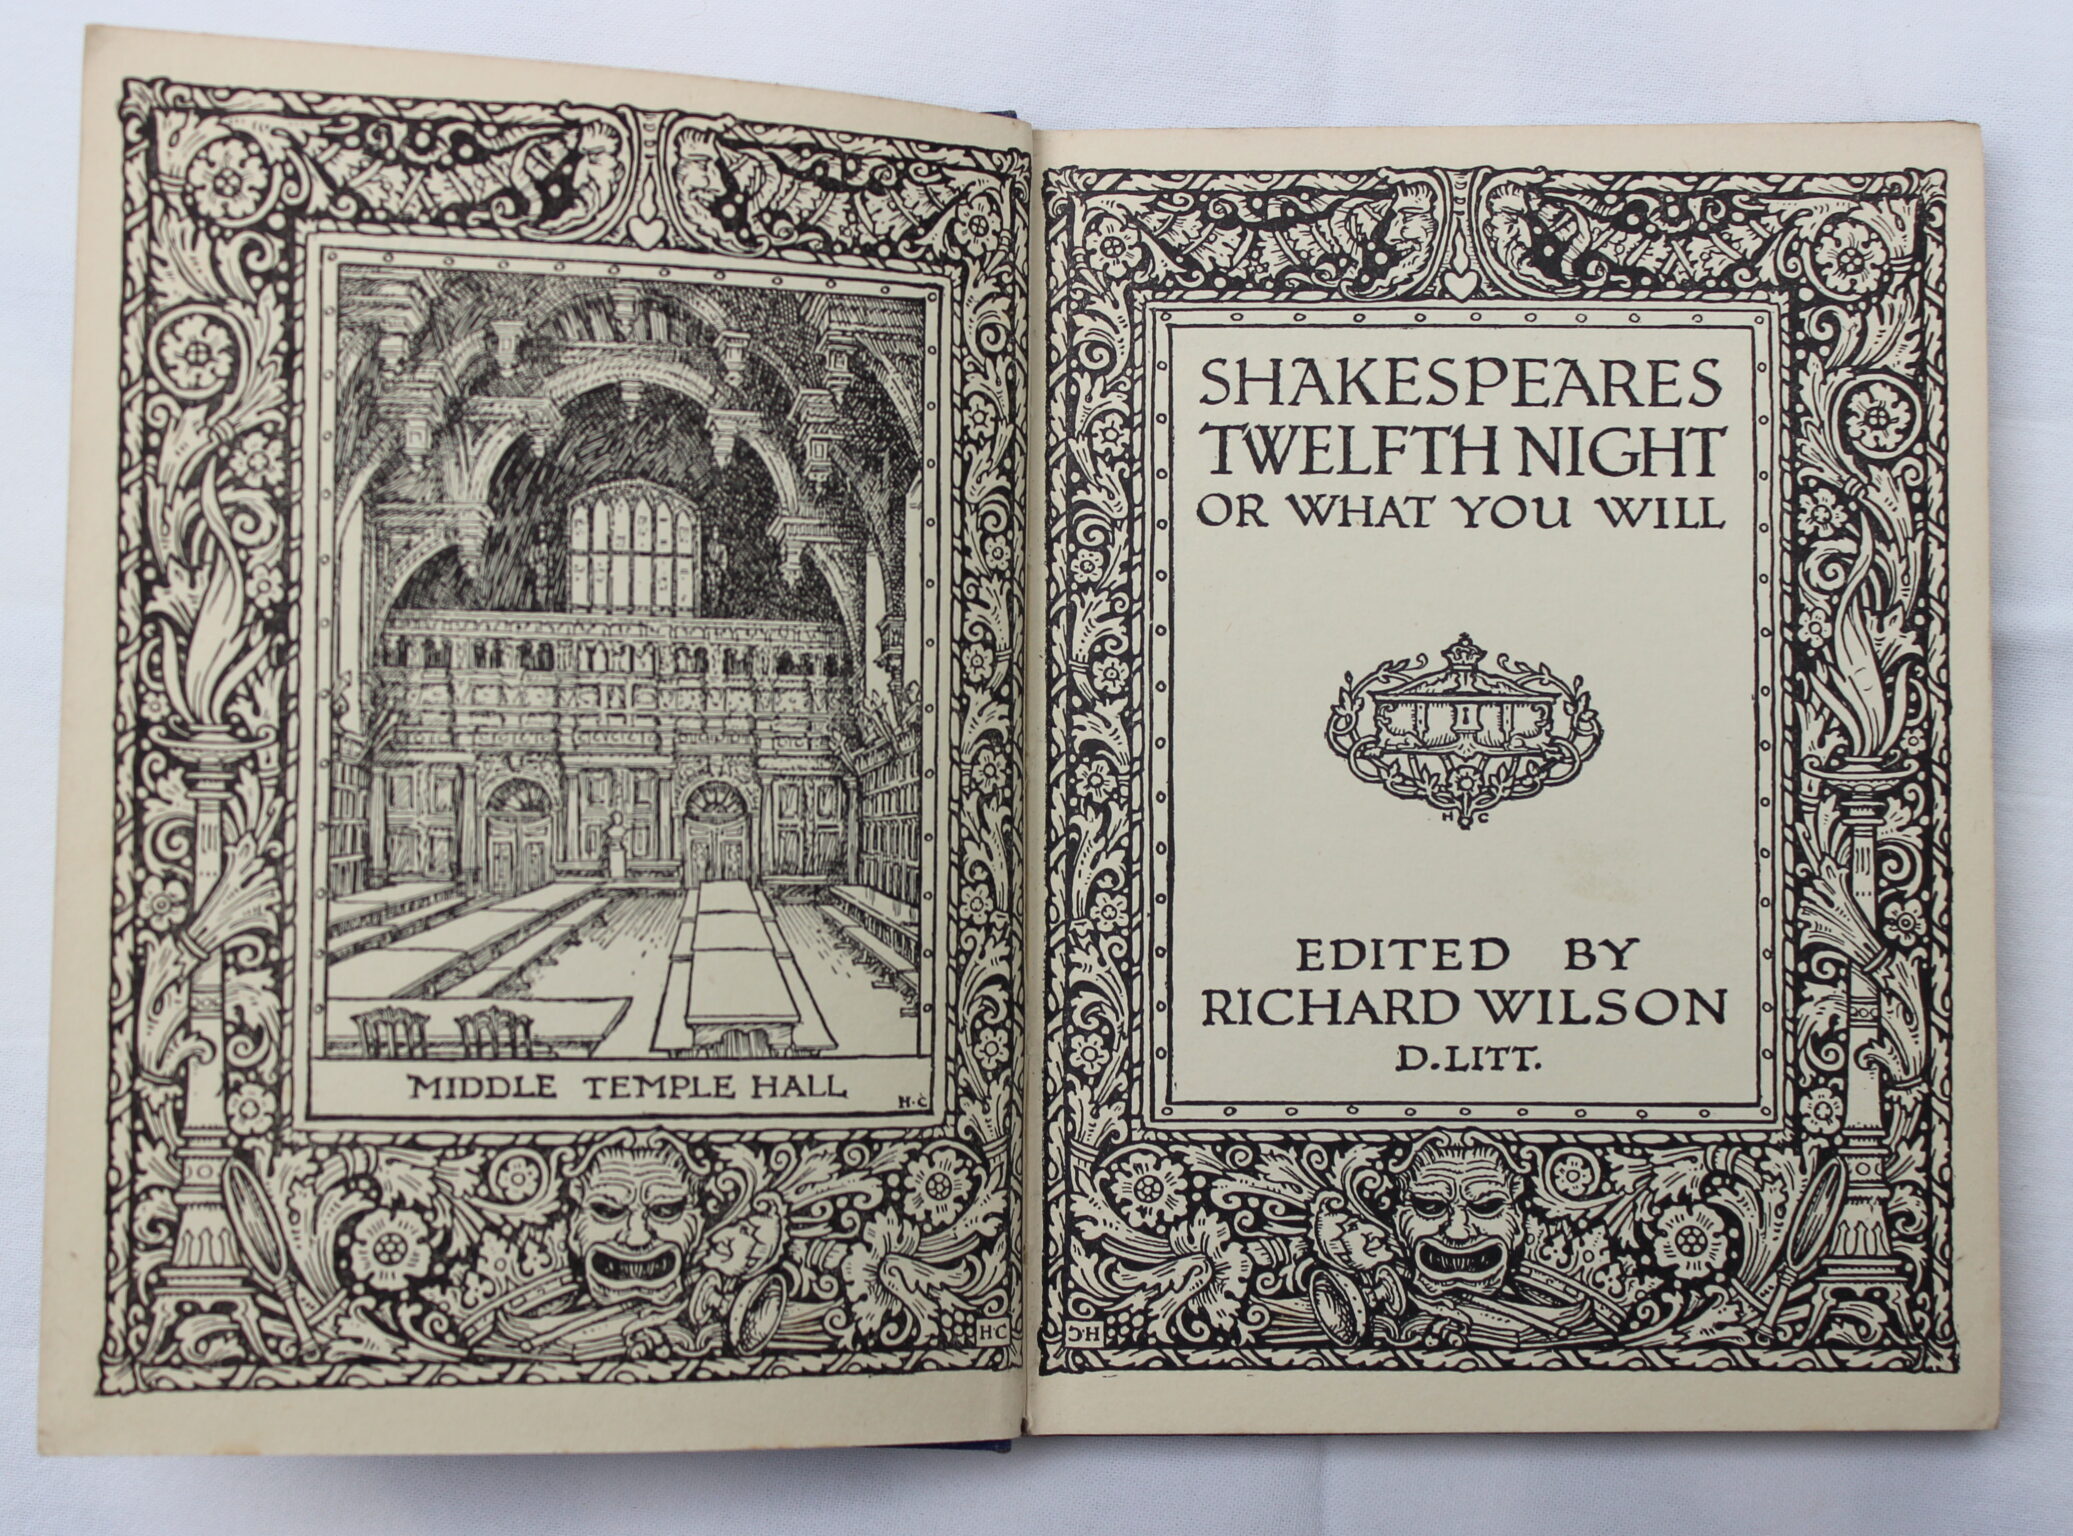 MIDDLE TEMPLE HALL
H.C
H.C
SHAKESPEARES
TWELFTH NIGHT
OR WHAT YOU WILL
H C
EDITED BY
RICHARD WILSON
D.LITT.
H.C